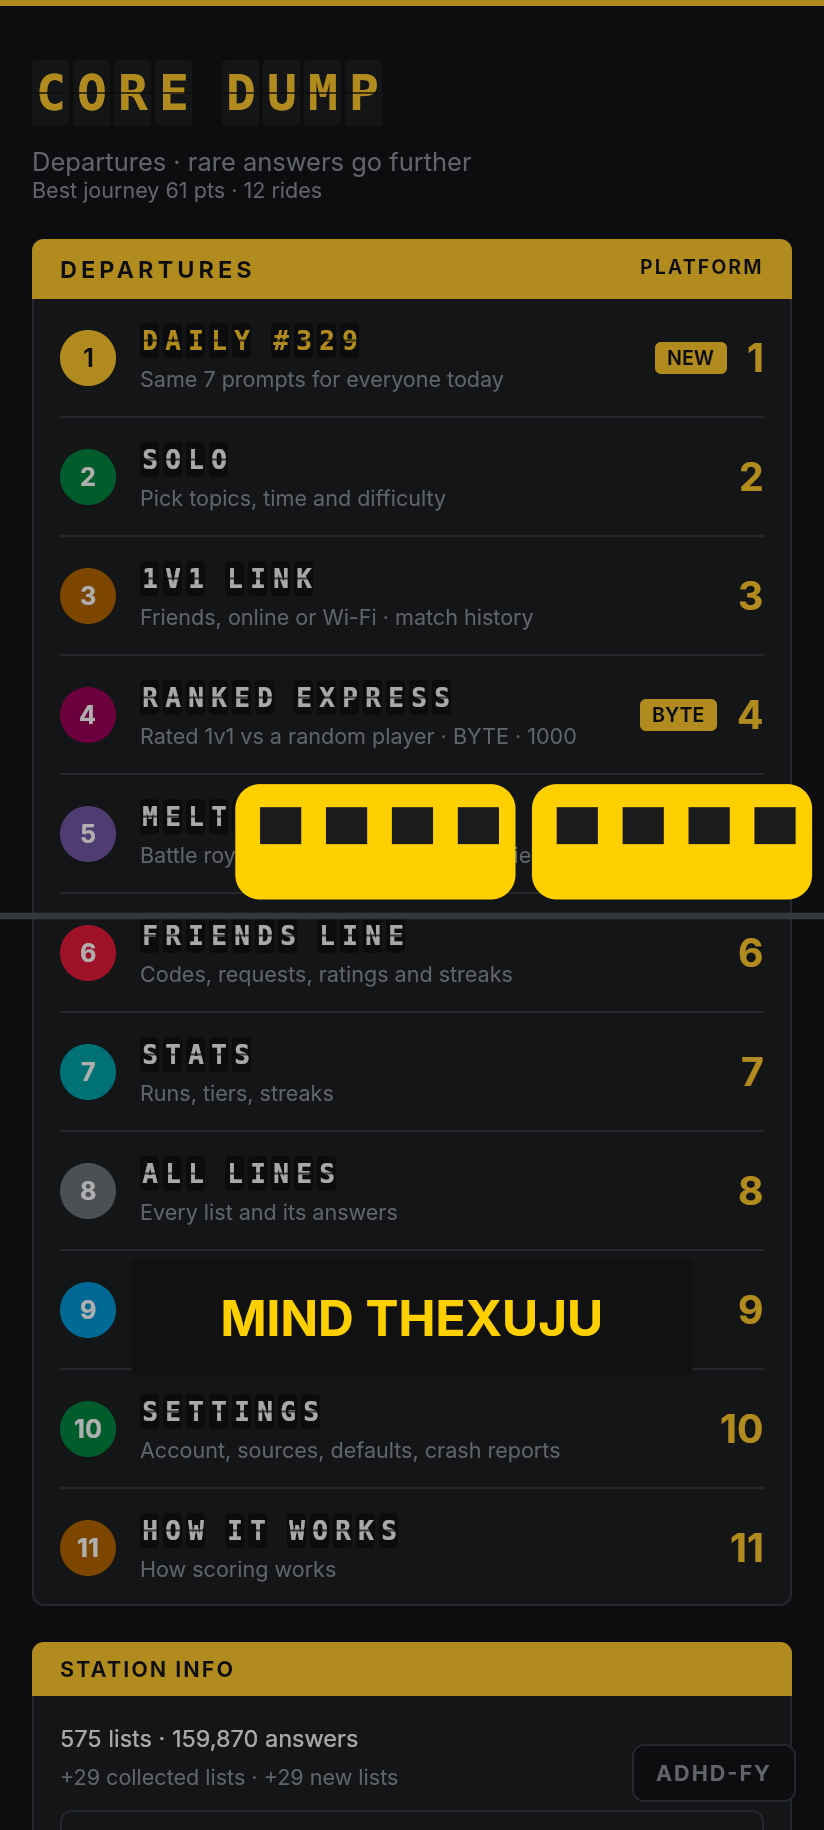 CORE DUMP
Departures · rare answers go further
Best journey 61 pts · 12 rides
DEPARTURES PLATFORM
1 DAILY #329 NEW 1
Same 7 prompts for everyone today
2 SOLO 2
Pick topics, time and difficulty
3 1V1 LINK 3
Friends, online or Wi-Fi · match history
4 RANKED EXPRESS BYTE 4
Rated 1v1 vs a random player · BYTE · 1000
5 MELT
Battle
6 FRIENDS LINE 6
Codes, requests, ratings and streaks
7 STATS 7
Runs, tiers, streaks
8 ALL LINES 8
Every list and its answers
9 MIND THEXUJU 9
10 SETTINGS 10
Account, sources, defaults, crash reports
11 HOW IT WORKS 11
How scoring works
STATION INFO
575 lists · 159,870 answers
+29 collected lists · +29 new lists
ADHD-FY